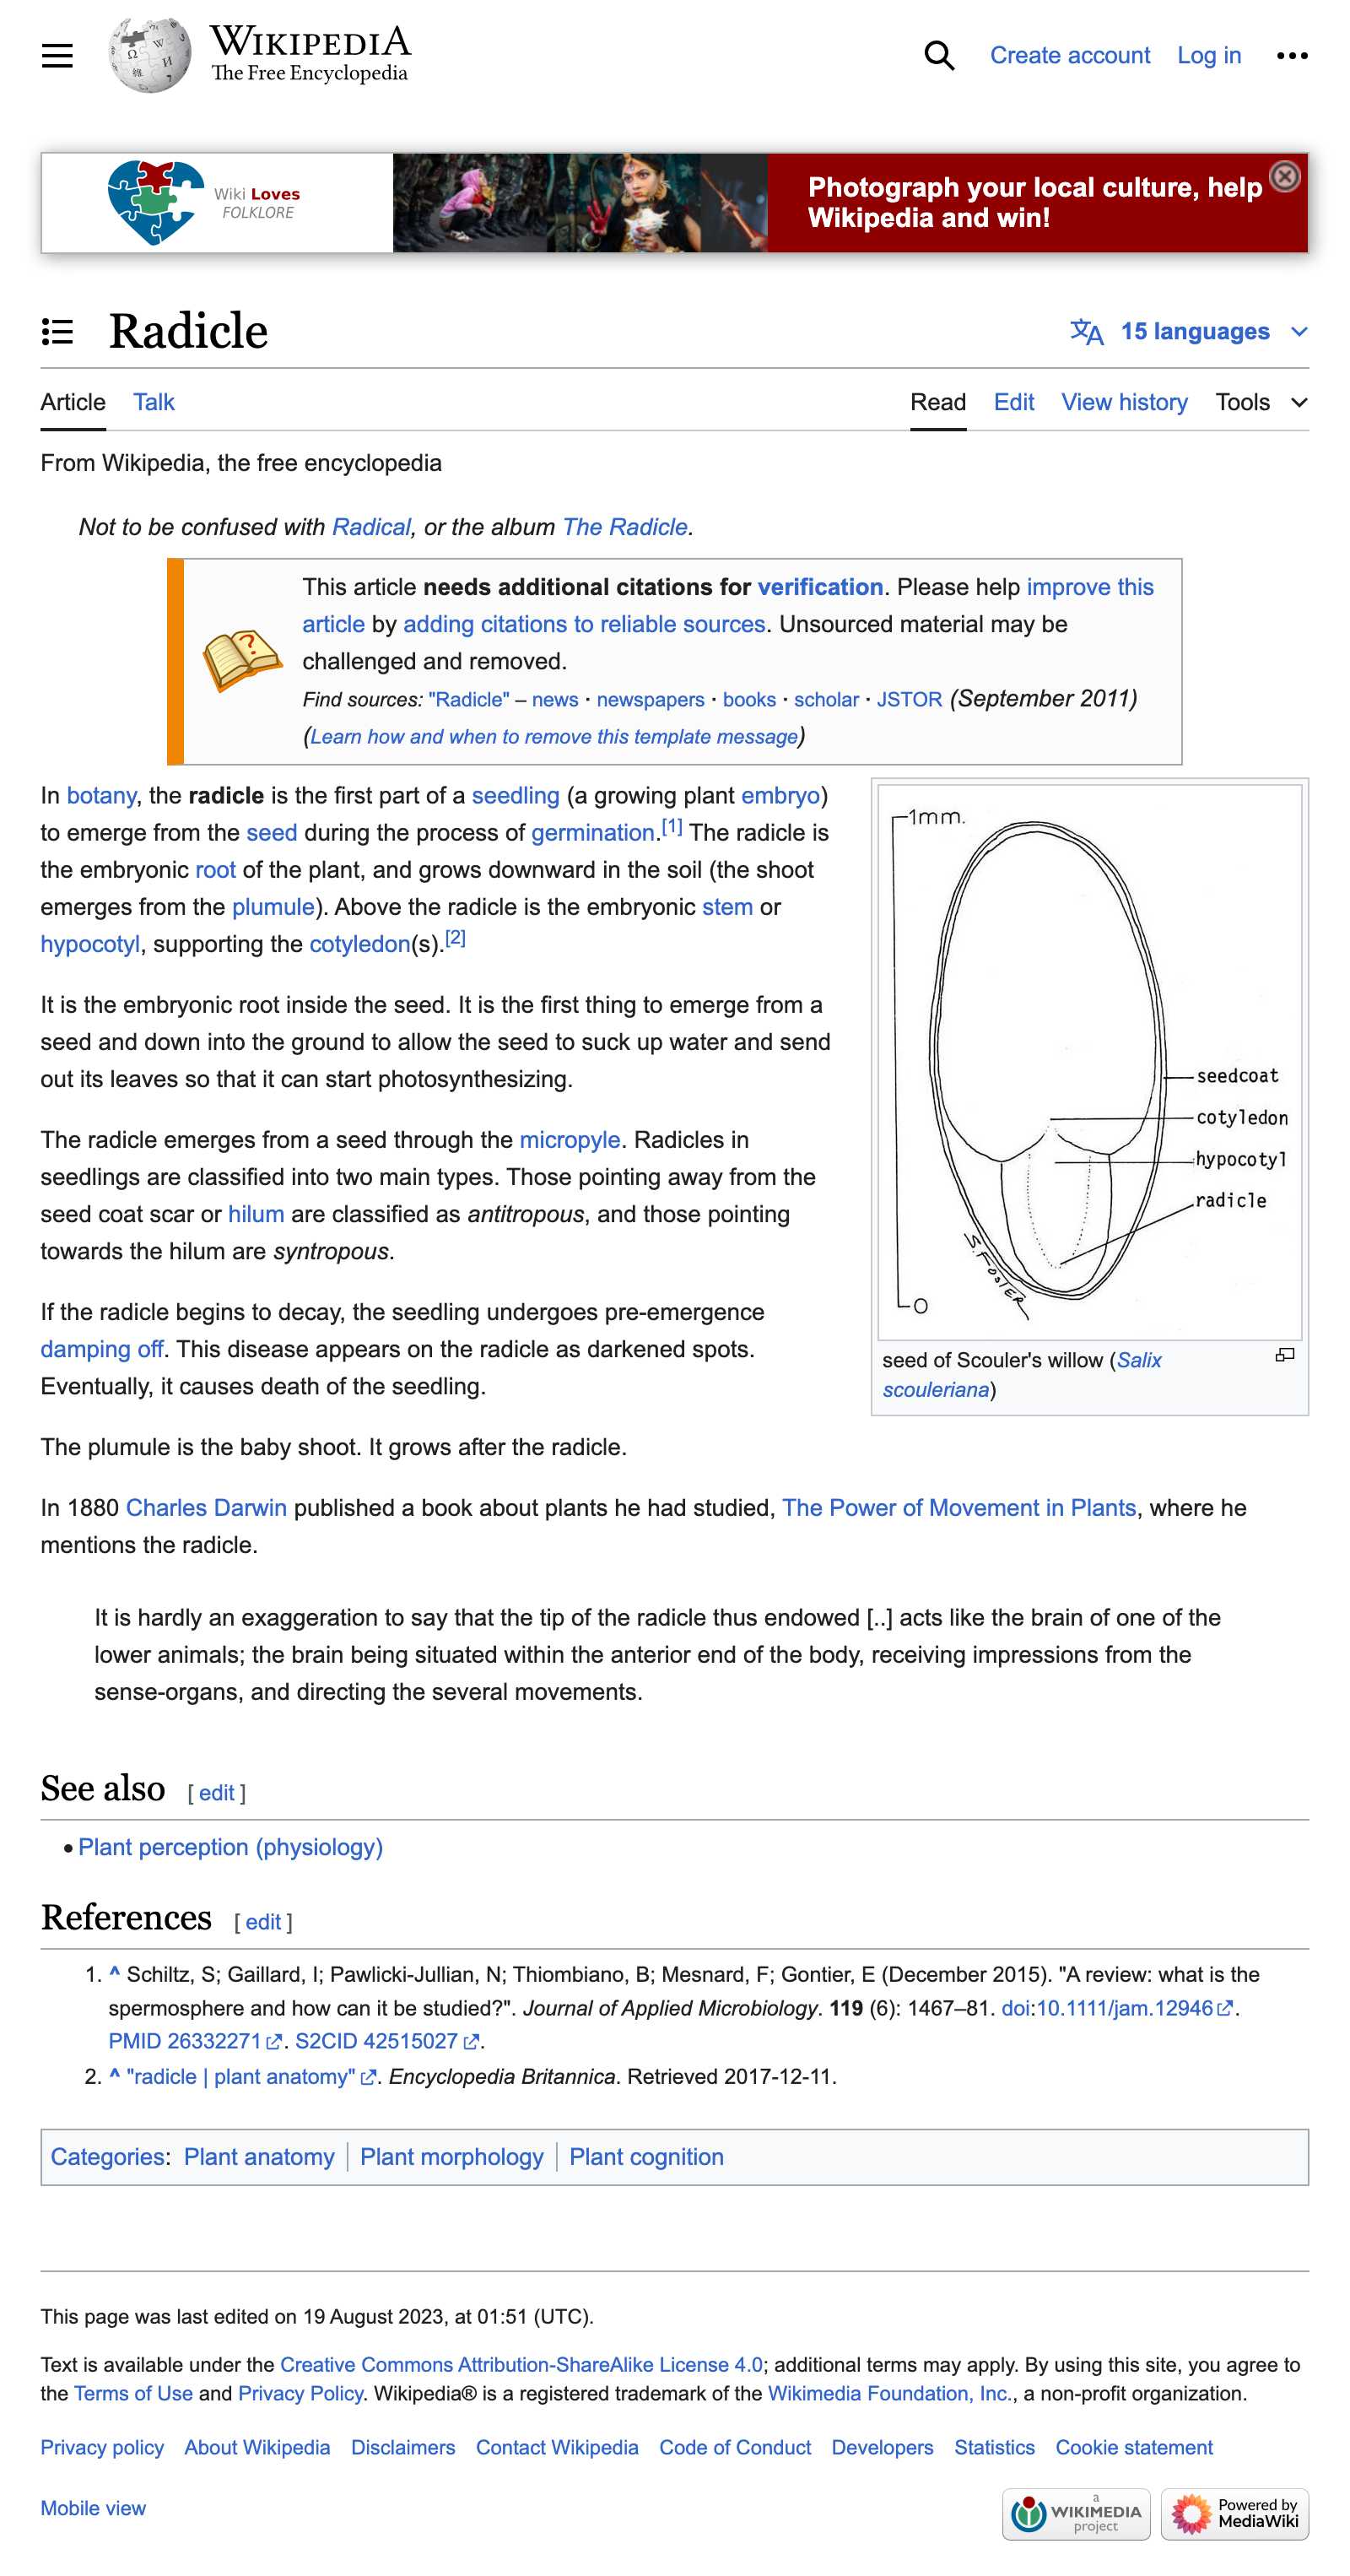 WIKIPEDIA
The Free Encyclopedia
Create account Log in
Wiki Loves
FOLKLORE
Photograph your local culture, help
Wikipedia and win!
Radicle
15 languages
Article Talk Read Edit View history Tools
From Wikipedia, the free encyclopedia
Not to be confused with Radical, or the album The Radicle.
This article needs additional citations for verification. Please help improve this
article by adding citations to reliable sources. Unsourced material may be
challenged and removed.
Find sources: "Radicle" – news · newspapers · books · scholar · JSTOR (September 2011)
(Learn how and when to remove this template message)
In botany, the radicle is the first part of a seedling (a growing plant embryo)
to emerge from the seed during the process of germination.[1] The radicle is
the embryonic root of the plant, and grows downward in the soil (the shoot
emerges from the plumule). Above the radicle is the embryonic stem or
hypocotyl, supporting the cotyledon(s).[2]
It is the embryonic root inside the seed. It is the first thing to emerge from a
seed and down into the ground to allow the seed to suck up water and send
out its leaves so that it can start photosynthesizing.
The radicle emerges from a seed through the micropyle. Radicles in
seedlings are classified into two main types. Those pointing away from the
seed coat scar or hilum are classified as antitropous, and those pointing
towards the hilum are syntropous.
If the radicle begins to decay, the seedling undergoes pre-emergence
damping off. This disease appears on the radicle as darkened spots.
Eventually, it causes death of the seedling.
The plumule is the baby shoot. It grows after the radicle.
1mm.
seedcoat
cotyledon
hypocotyl
radicle
S. FOSTER
0
seed of Scouler's willow (Salix
scouleriana)
In 1880 Charles Darwin published a book about plants he had studied, The Power of Movement in Plants, where he
mentions the radicle.
It is hardly an exaggeration to say that the tip of the radicle thus endowed [..] acts like the brain of one of the
lower animals; the brain being situated within the anterior end of the body, receiving impressions from the
sense-organs, and directing the several movements.
See also [ edit ]
• Plant perception (physiology)
References [ edit ]
1. ^ Schiltz, S; Gaillard, I; Pawlicki-Jullian, N; Thiombiano, B; Mesnard, F; Gontier, E (December 2015). "A review: what is the
spermosphere and how can it be studied?". Journal of Applied Microbiology. 119 (6): 1467–81. doi:10.1111/jam.12946.
PMID 26332271. S2CID 42515027.
2. ^ "radicle | plant anatomy". Encyclopedia Britannica. Retrieved 2017-12-11.
Categories: Plant anatomy | Plant morphology | Plant cognition
This page was last edited on 19 August 2023, at 01:51 (UTC).
Text is available under the Creative Commons Attribution-ShareAlike License 4.0; additional terms may apply. By using this site, you agree to
the Terms of Use and Privacy Policy. Wikipedia® is a registered trademark of the Wikimedia Foundation, Inc., a non-profit organization.
Privacy policy About Wikipedia Disclaimers Contact Wikipedia Code of Conduct Developers Statistics Cookie statement
Mobile view
a
WIKIMEDIA
project
Powered by
MediaWiki